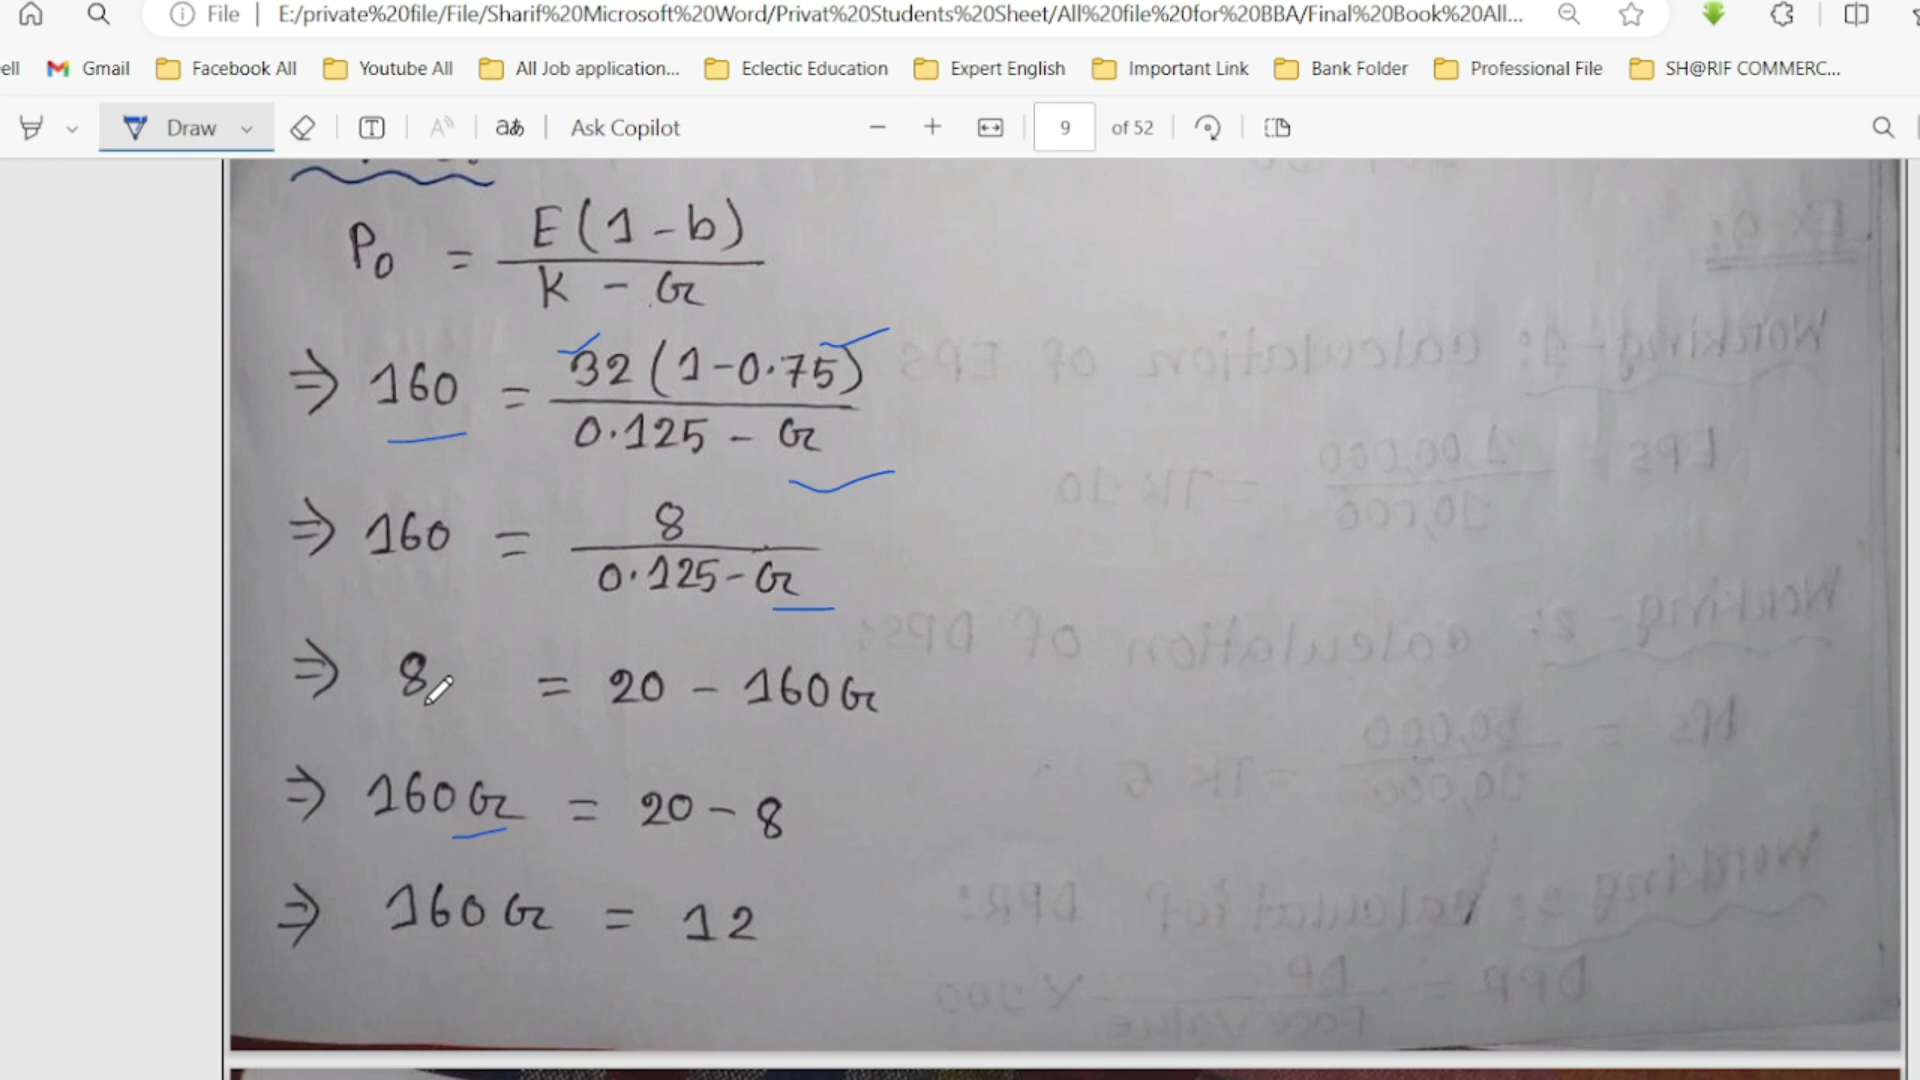 File | E:/private%20file/File/Sharif%20Microsoft%20Word/Privat%20Students%20Sheet/All%20file%20for%20BBA/Final%20Book%20All...
ell Gmail Facebook All Youtube All All Job application... Eclectic Education Expert English Important Link Bank Folder Professional File SH@RIF COMMERC...
Draw T A aあ Ask Copilot 9 of 52
P₀ = E(1-b) / K - G
⇒ 160 = 32(1-0.75) / 0.125 - G
⇒ 160 = 8 / 0.125-G
⇒ 8 = 20 - 160G
⇒ 160G = 20 - 8
⇒ 160G = 12